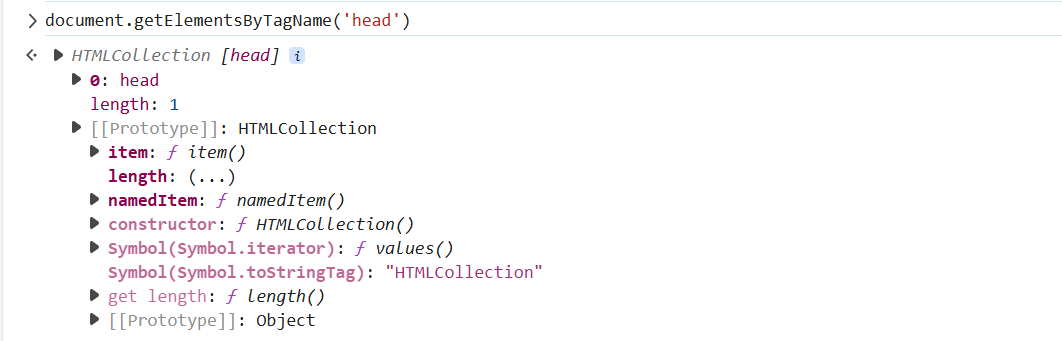 document.getElementsByTagName('head')
HTMLCollection [head] i
0: head
length: 1
[[Prototype]]: HTMLCollection
item: ƒ item()
length: (...)
namedItem: ƒ namedItem()
constructor: ƒ HTMLCollection()
Symbol(Symbol.iterator): ƒ values()
Symbol(Symbol.toStringTag): "HTMLCollection"
get length: ƒ length()
[[Prototype]]: Object